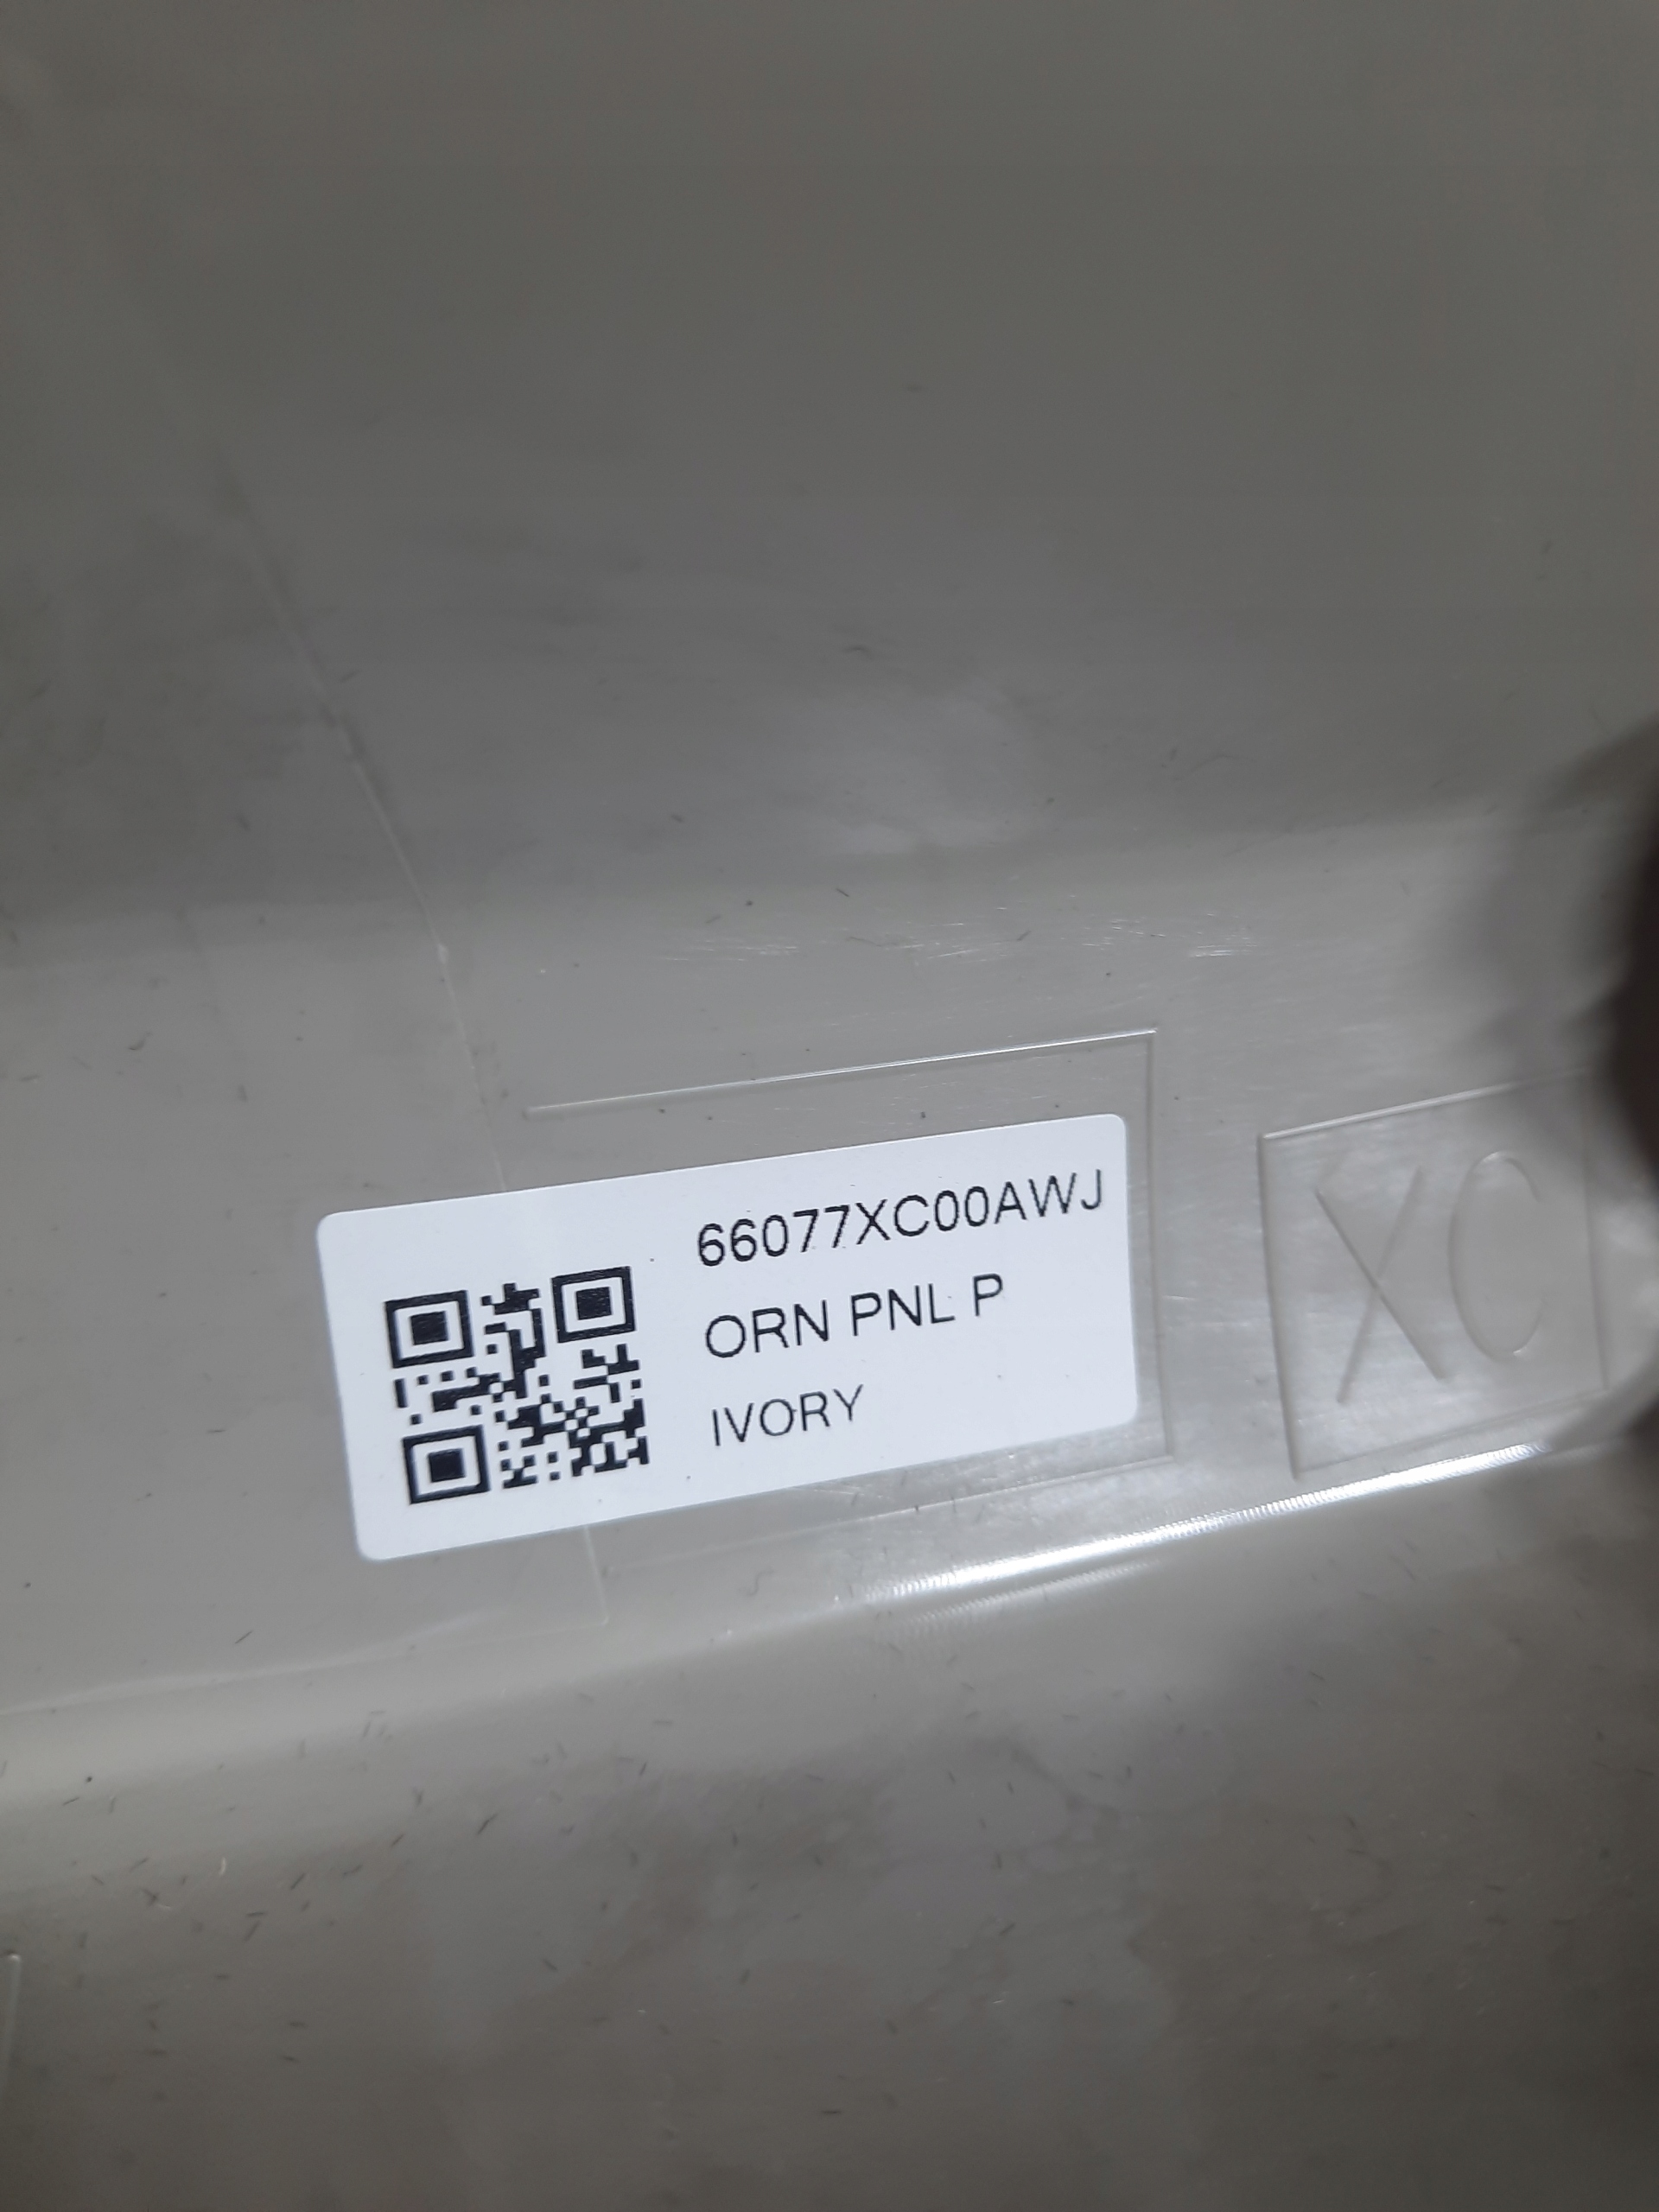 66077XC00AWJ
ORN PNL P
IVORY
XC